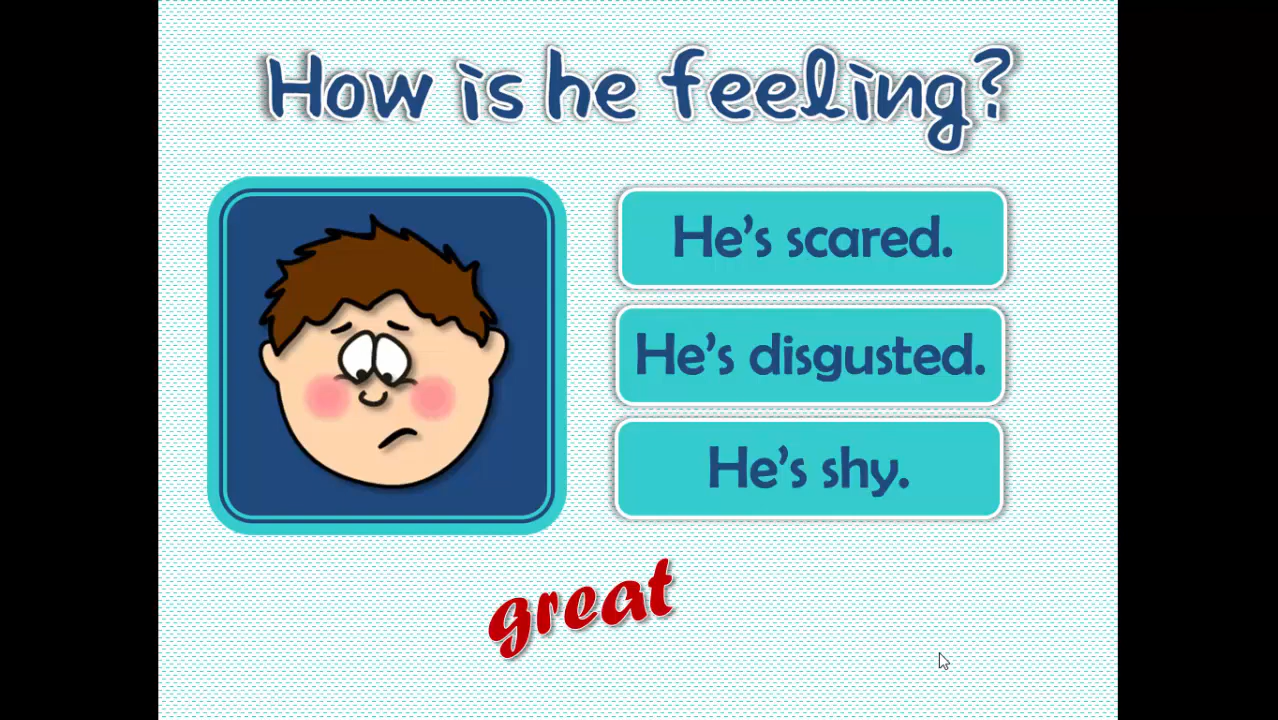 How is he feeling?
He's scared.
He's disgusted.
He's shy.
great